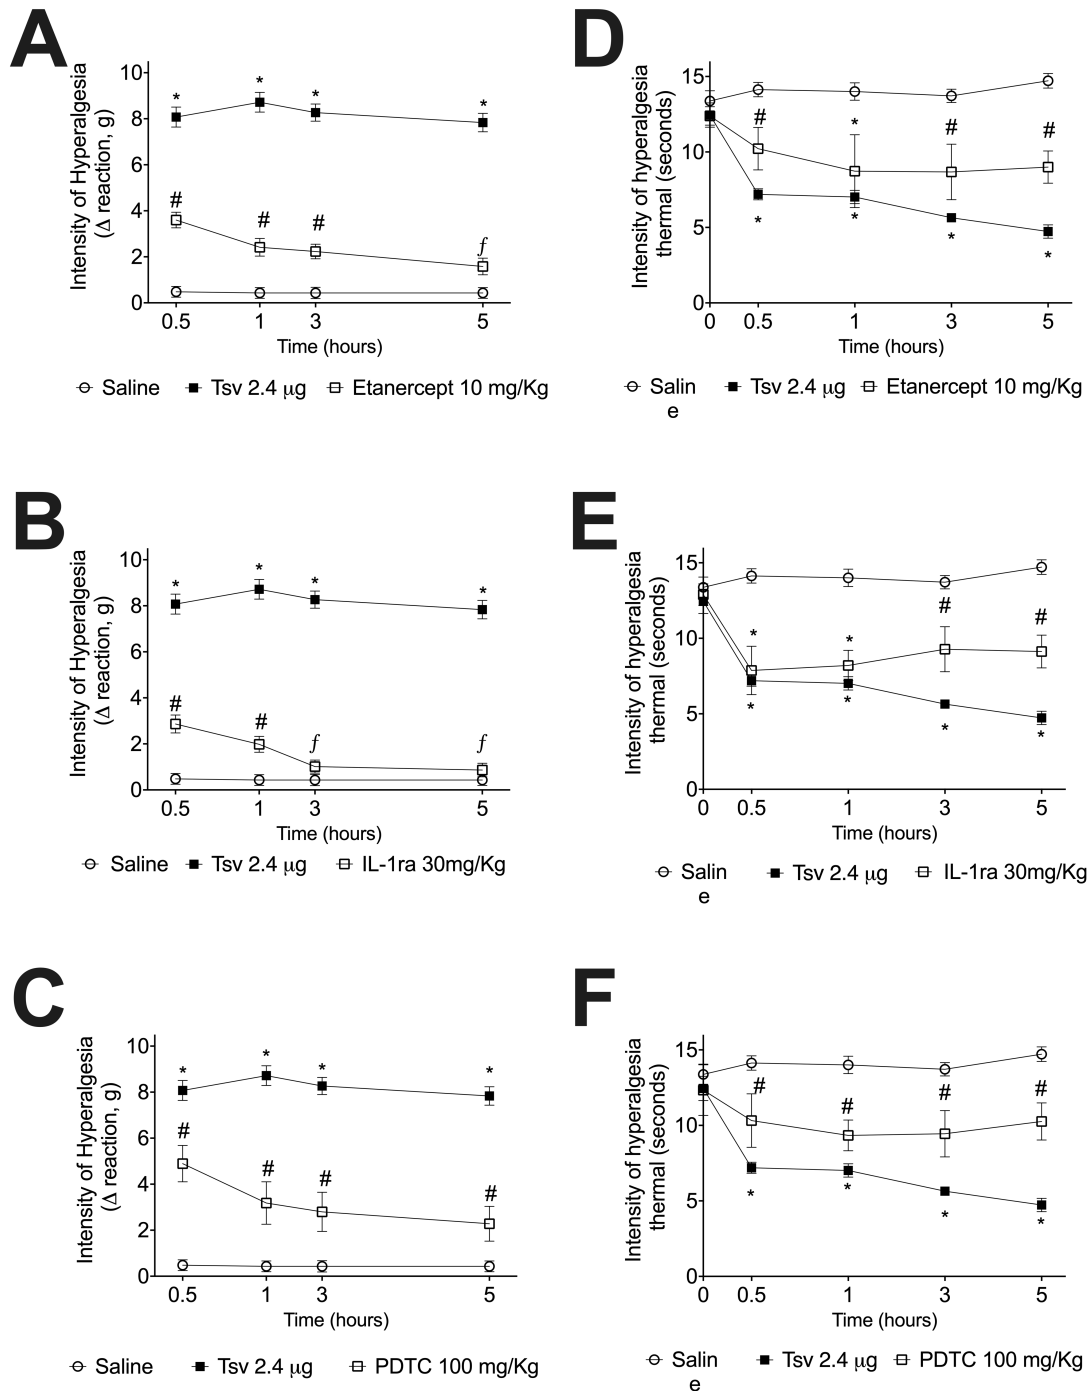 A
Intensity of Hyperalgesia
(Δ reaction, g)
10
8
6
4
2
0
* * * *
# # # ƒ
0.5 1 3 5
Time (hours)
Saline Tsv 2.4 μg Etanercept 10 mg/Kg
D
Intensity of hyperalgesia
thermal (seconds)
15
10
5
0
# * # #
* * * *
0 0.5 1 3 5
Time (hours)
Salin
e
Tsv 2.4 μg Etanercept 10 mg/Kg
B
Intensity of Hyperalgesia
(Δ reaction, g)
10
8
6
4
2
0
* * * *
# # ƒ ƒ
0.5 1 3 5
Time (hours)
Saline Tsv 2.4 μg IL-1ra 30mg/Kg
E
Intensity of hyperalgesia
thermal (seconds)
15
10
5
0
* * # #
* * * *
0 0.5 1 3 5
Time (hours)
Salin
e
Tsv 2.4 μg IL-1ra 30mg/Kg
C
Intensity of Hyperalgesia
(Δ reaction, g)
10
8
6
4
2
0
* * * *
# # # #
0.5 1 3 5
Time (hours)
Saline Tsv 2.4 μg PDTC 100 mg/Kg
F
Intensity of hyperalgesia
thermal (seconds)
15
10
5
0
# # # #
* * * *
0 0.5 1 3 5
Time (hours)
Salin
e
Tsv 2.4 μg PDTC 100 mg/Kg